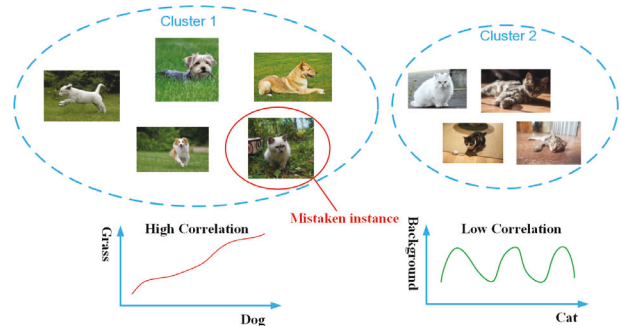 Cluster 1
Cluster 2
Mistaken instance
High Correlation
Grass
Dog
Low Correlation
Background
Cat